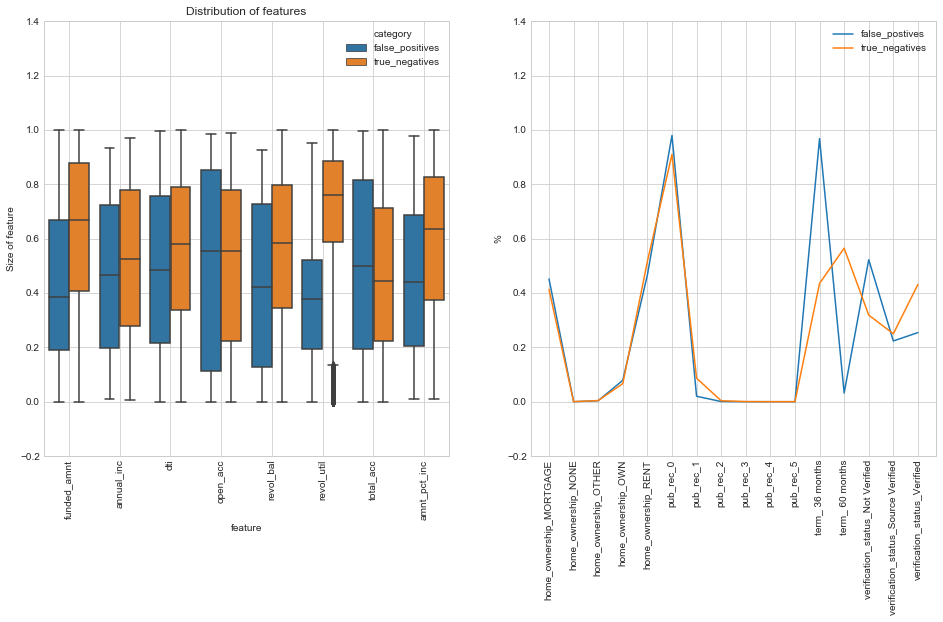 Distribution of features
Size of feature
1.4
1.2
1.0
0.8
0.6
0.4
0.2
0.0
−0.2
category
false_positives
true_negatives
funded_amnt
annual_inc
dti
open_acc
revol_bal
revol_util
total_acc
amnt_pct_inc
feature
%
1.4
1.2
1.0
0.8
0.6
0.4
0.2
0.0
−0.2
false_postives
true_negatives
home_ownership_MORTGAGE
home_ownership_NONE
home_ownership_OTHER
home_ownership_OWN
home_ownership_RENT
pub_rec_0
pub_rec_1
pub_rec_2
pub_rec_3
pub_rec_4
pub_rec_5
term_ 36 months
term_ 60 months
verification_status_Not Verified
verification_status_Source Verified
verification_status_Verified